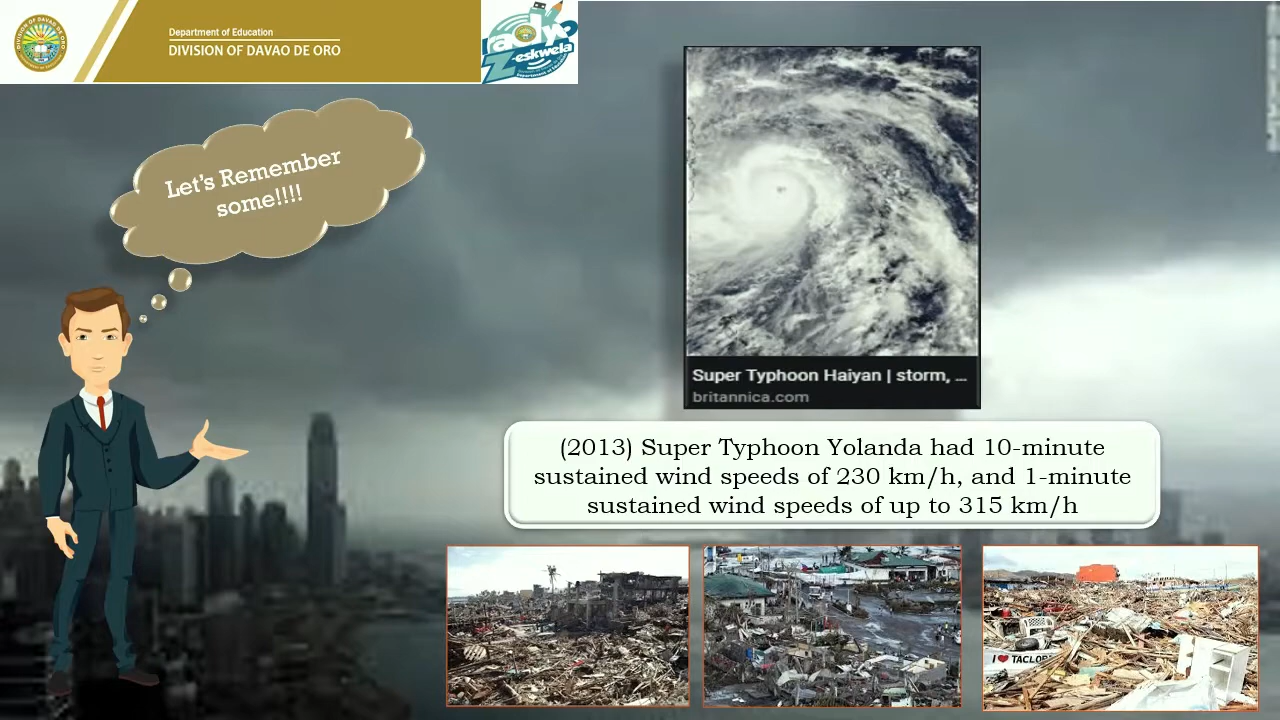 Department of Education
DIVISION OF DAVAO DE ORO
adw
Z eskwela
Let's Remember
some!!!!
Super Typhoon Haiyan | storm, ...
britannica.com
(2013) Super Typhoon Yolanda had 10-minute
sustained wind speeds of 230 km/h, and 1-minute
sustained wind speeds of up to 315 km/h
I ❤ TACLOB